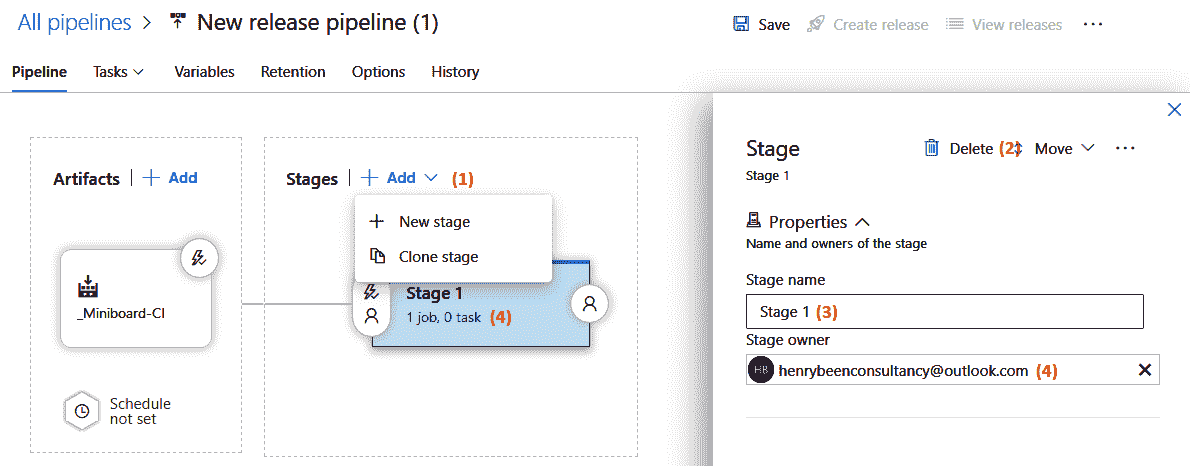 All pipelines > New release pipeline (1)
Save Create release View releases ...
Pipeline Tasks Variables Retention Options History
Artifacts | + Add
_Miniboard-CI
Schedule
not set
Stages | + Add (1)
New stage
Clone stage
Stage 1
1 job, 0 task (4)
Stage
Delete (2) Move ...
Stage 1
Properties
Name and owners of the stage
Stage name
Stage 1 (3)
Stage owner
HB henrybeenconsultancy@outlook.com (4)